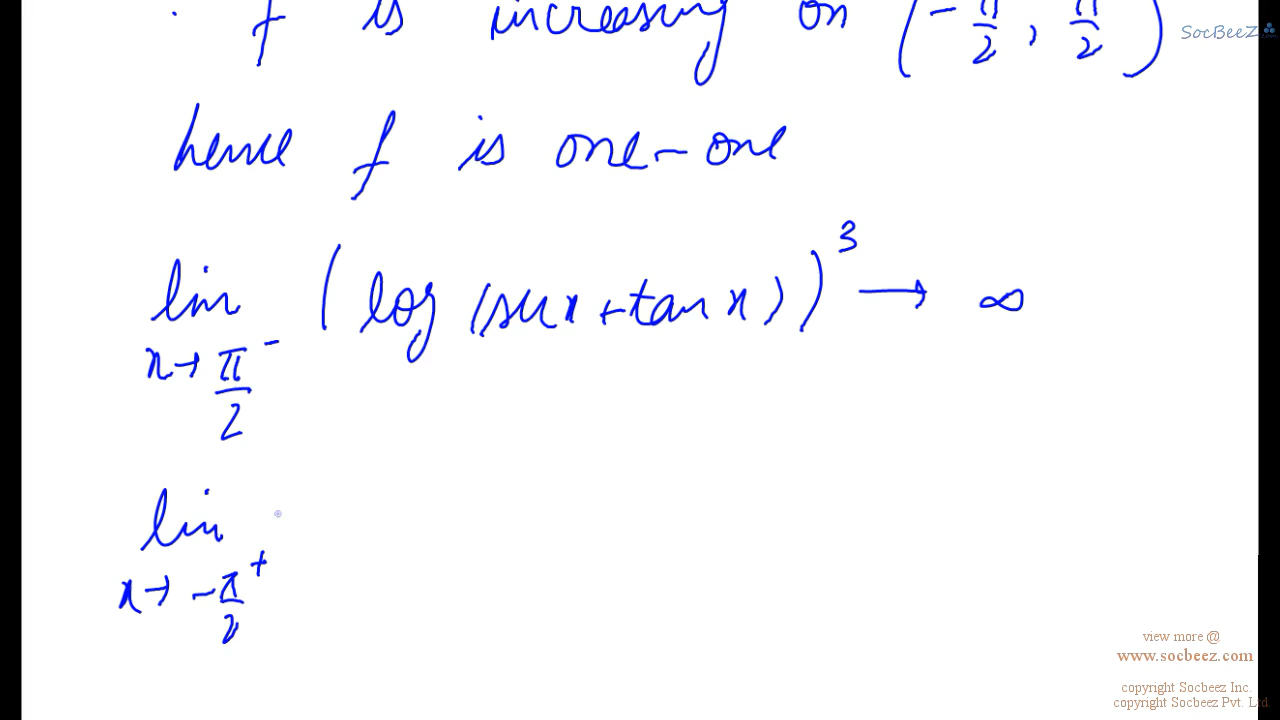 ∴ f is increasing on (-π/2, π/2)
SocBeeZ
hence f is one-one
lim x→π/2⁻ (log (sec x + tan x))³ → ∞
lim x→ -π/2⁺
view more @
www.socbeez.com
copyright Socbeez Inc.
copyright Socbeez Pvt. Ltd.